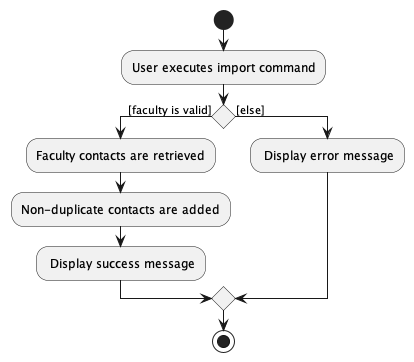 User executes import command
[faculty is valid]
[else]
Faculty contacts are retrieved
Display error message
Non-duplicate contacts are added
Display success message